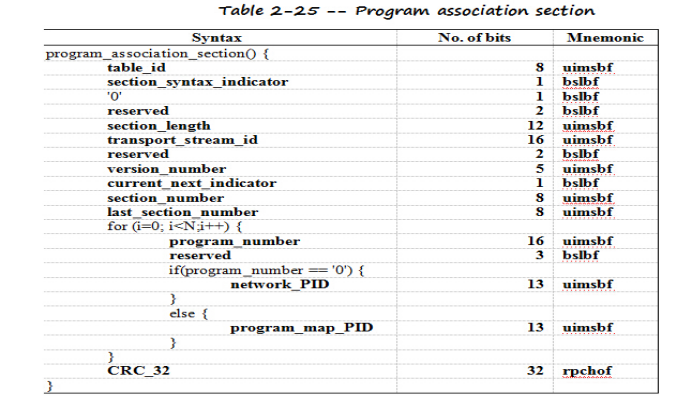 Table 2-25 -- Program association section
Syntax No. of bits Mnemonic
program_association_section() {
table_id 8 uimsbf
section_syntax_indicator 1 bslbf
'0' 1 bslbf
reserved 2 bslbf
section_length 12 uimsbf
transport_stream_id 16 uimsbf
reserved 2 bslbf
version_number 5 uimsbf
current_next_indicator 1 bslbf
section_number 8 uimsbf
last_section_number 8 uimsbf
for (i=0; i<N;i++) {
program_number 16 uimsbf
reserved 3 bslbf
if(program_number == '0') {
network_PID 13 uimsbf
}
else {
program_map_PID 13 uimsbf
}
}
CRC_32 32 rpchof
}